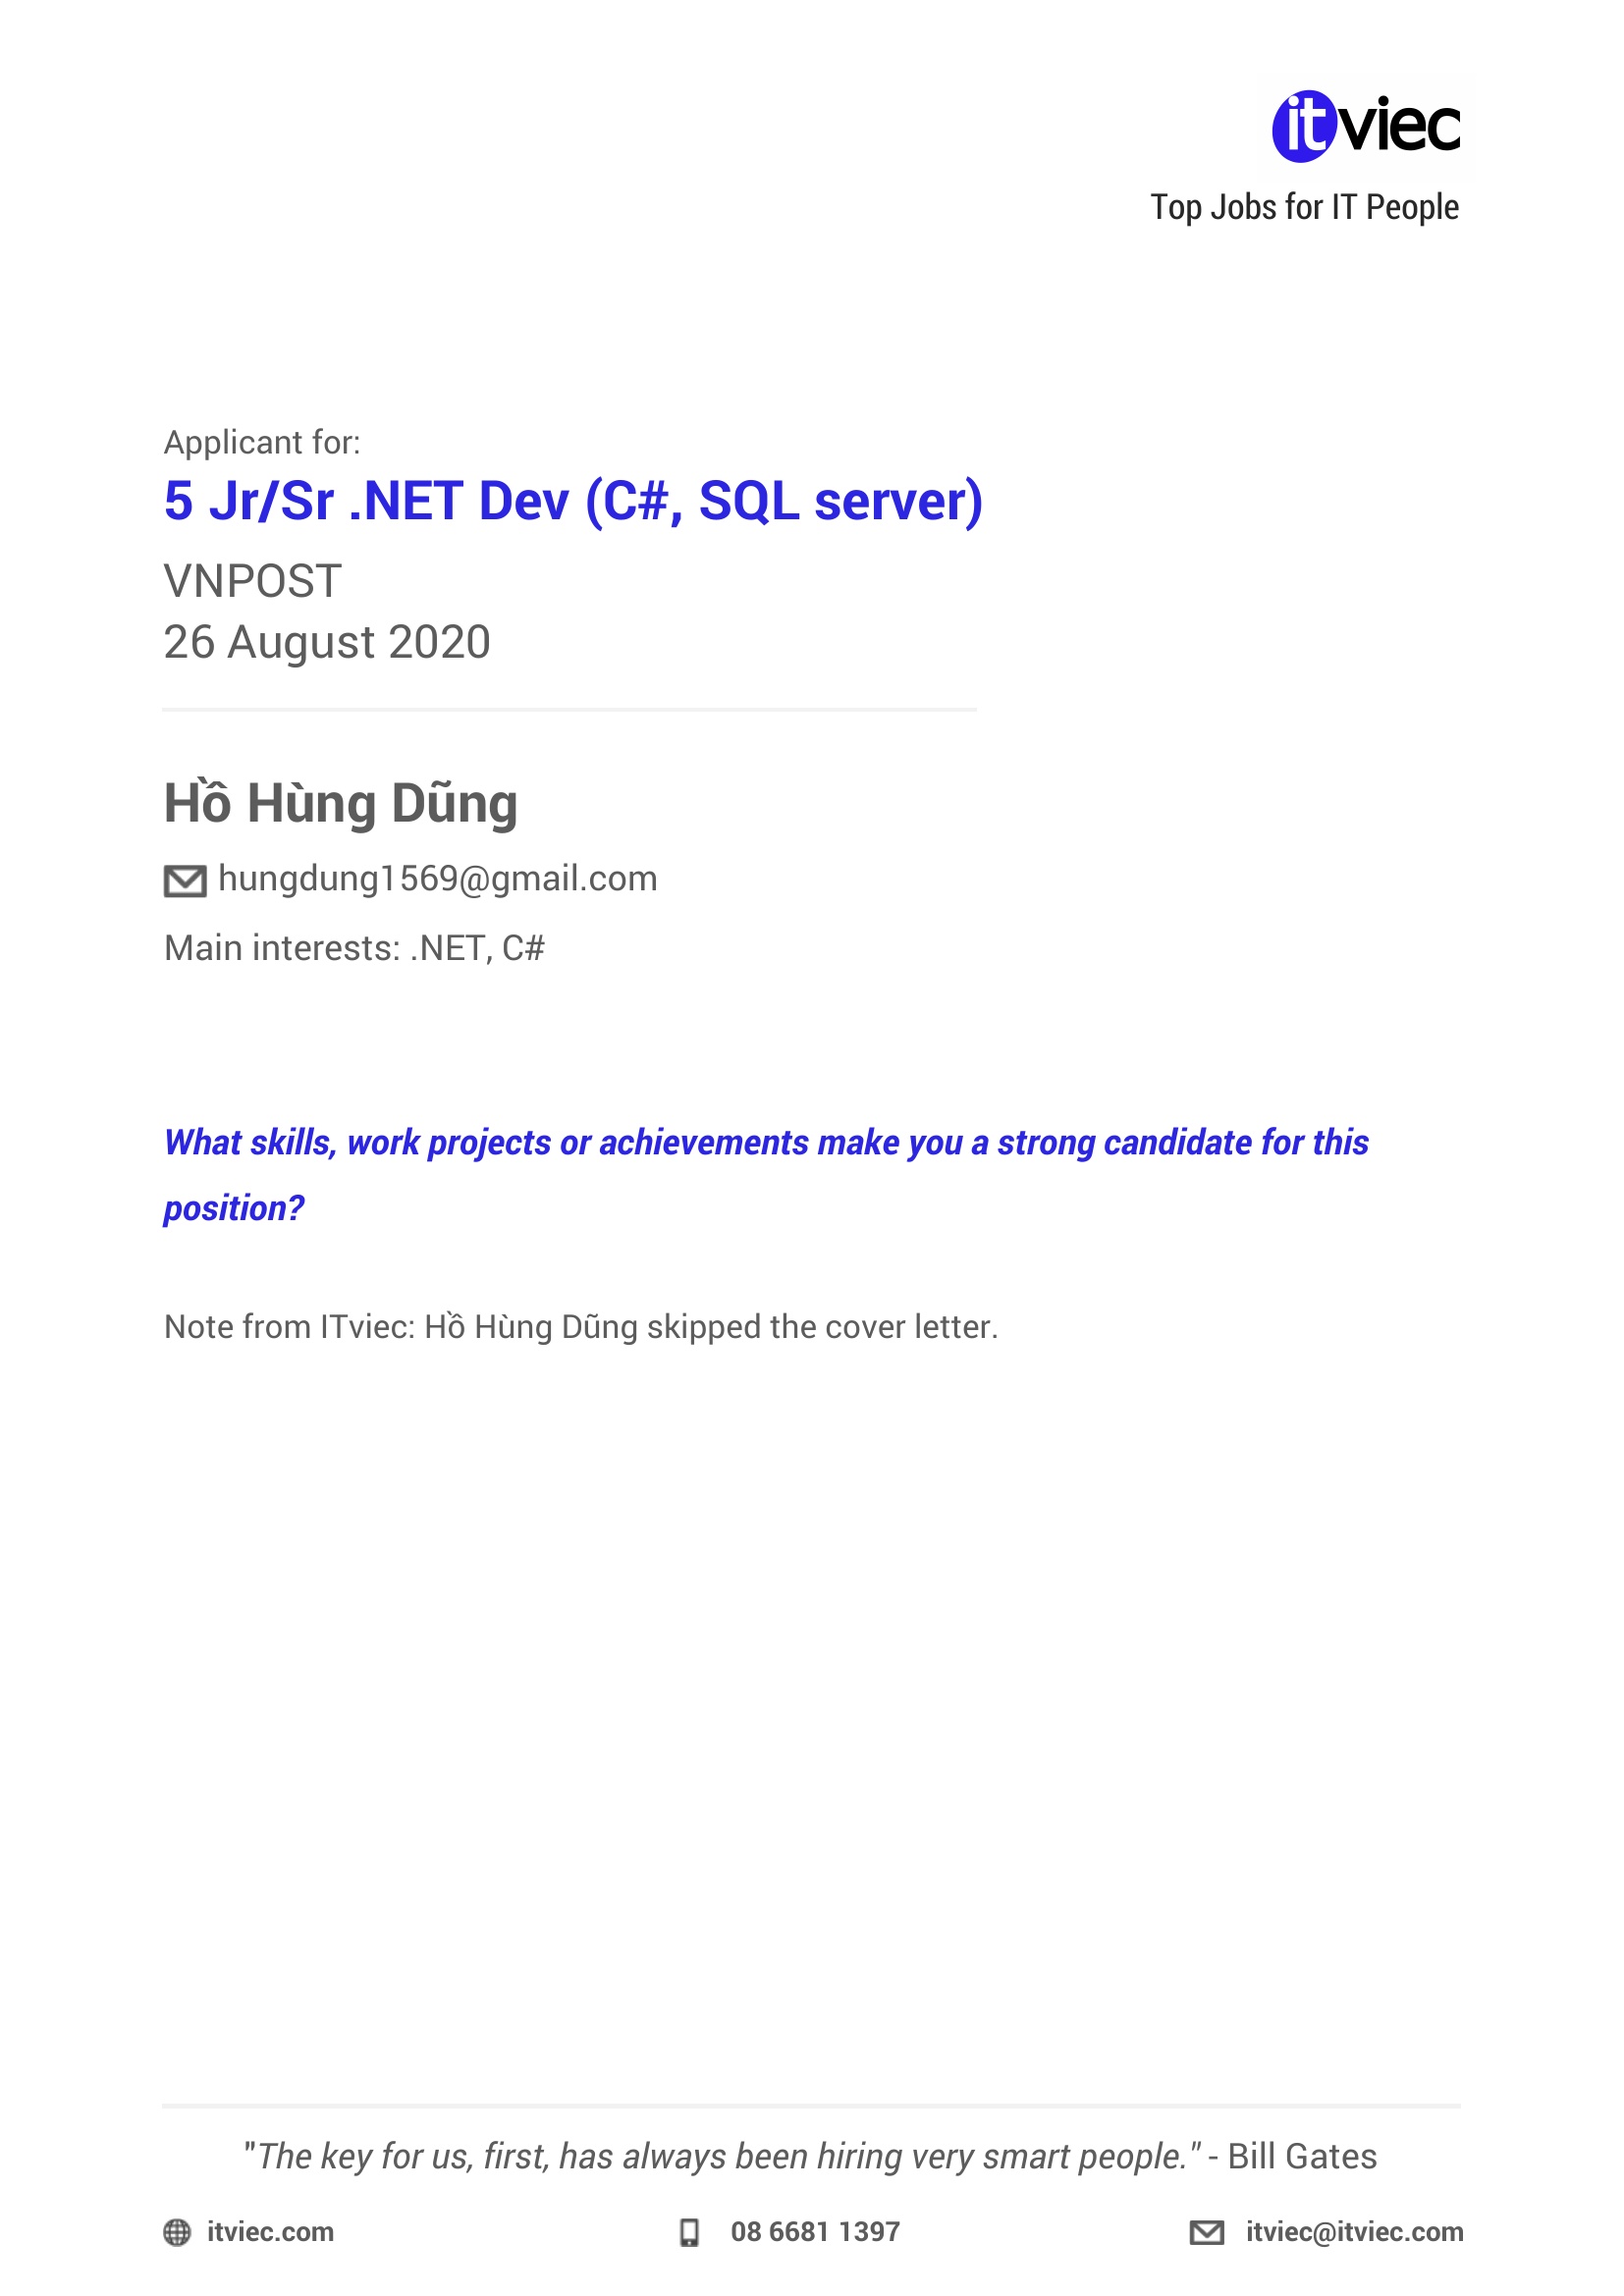 itviec
Top Jobs for IT People
Applicant for:
5 Jr/Sr .NET Dev (C#, SQL server)
VNPOST
26 August 2020
Hồ Hùng Dũng
hungdung1569@gmail.com
Main interests: .NET, C#
What skills, work projects or achievements make you a strong candidate for this
position?
Note from ITviec: Hồ Hùng Dũng skipped the cover letter.
"The key for us, first, has always been hiring very smart people." - Bill Gates
itviec.com 08 6681 1397 itviec@itviec.com